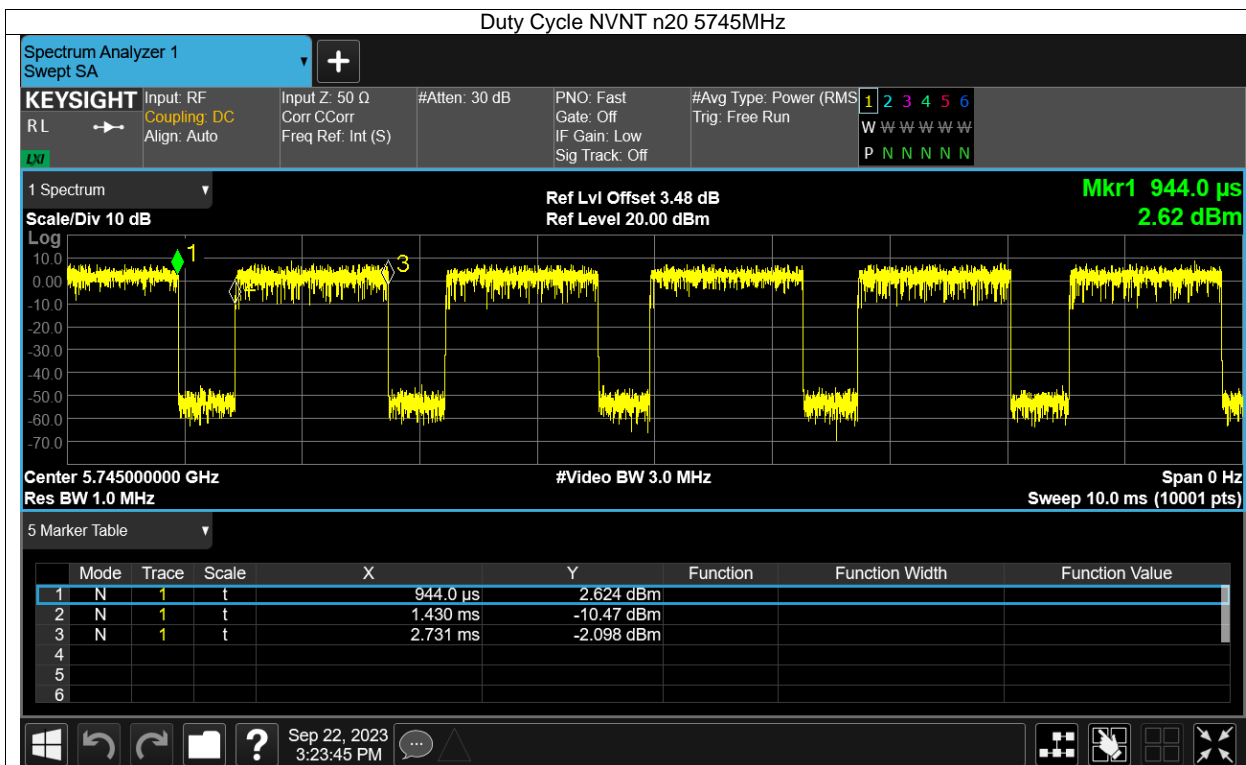 Duty Cycle NVNT n20 5745MHz
Spectrum Analyzer 1
Swept SA
KEYSIGHT
RL
LXI
Input: RF
Coupling: DC
Align: Auto
Input Z: 50 Ω
Corr CCorr
Freq Ref: Int (S)
#Atten: 30 dB
PNO: Fast
Gate: Off
IF Gain: Low
Sig Track: Off
#Avg Type: Power (RMS
Trig: Free Run
1 2 3 4 5 6
W W W W W W
P N N N N N
1 Spectrum
Scale/Div 10 dB
Ref Lvl Offset 3.48 dB
Ref Level 20.00 dBm
Mkr1 944.0 µs
2.62 dBm
Log
10.0
0.00
-10.0
-20.0
-30.0
-40.0
-50.0
-60.0
-70.0
1
3
Center 5.745000000 GHz
#Video BW 3.0 MHz
Span 0 Hz
Res BW 1.0 MHz
Sweep 10.0 ms (10001 pts)
5 Marker Table
Mode Trace Scale X Y Function Function Width Function Value
1 N 1 t 944.0 µs 2.624 dBm
2 N 1 t 1.430 ms -10.47 dBm
3 N 1 t 2.731 ms -2.098 dBm
4
5
6
?
Sep 22, 2023
3:23:45 PM